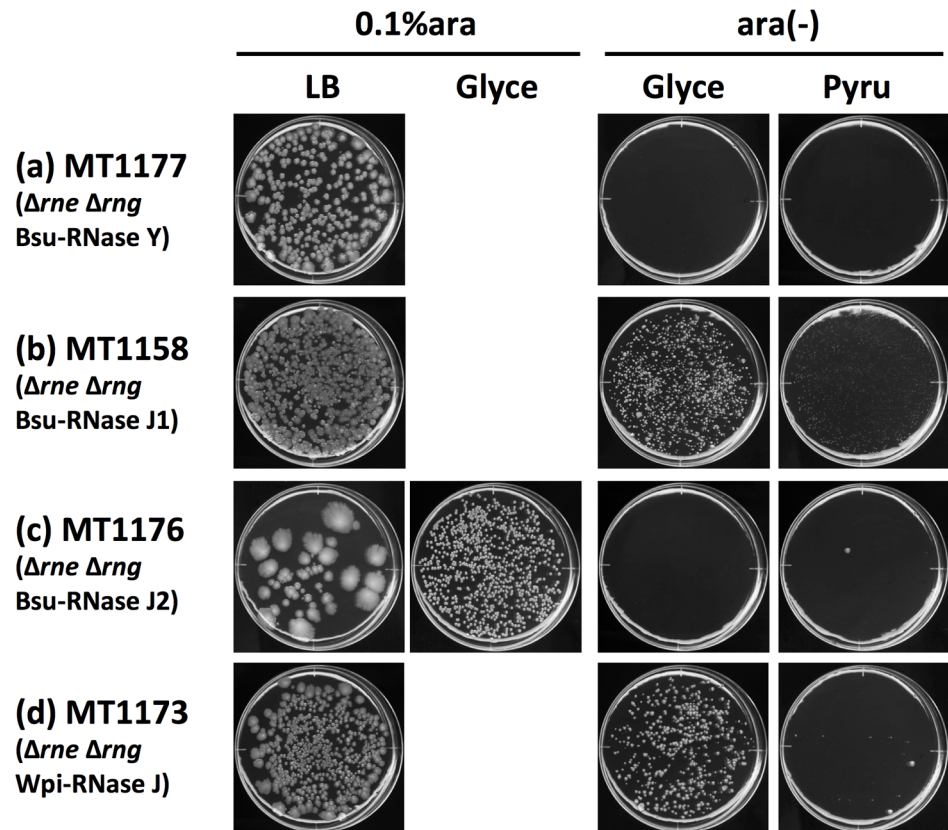 0.1%ara ara(-)
LB Glyce Glyce Pyru
(a) MT1177
(Δrne Δrng
Bsu-RNase Y)
(b) MT1158
(Δrne Δrng
Bsu-RNase J1)
(c) MT1176
(Δrne Δrng
Bsu-RNase J2)
(d) MT1173
(Δrne Δrng
Wpi-RNase J)